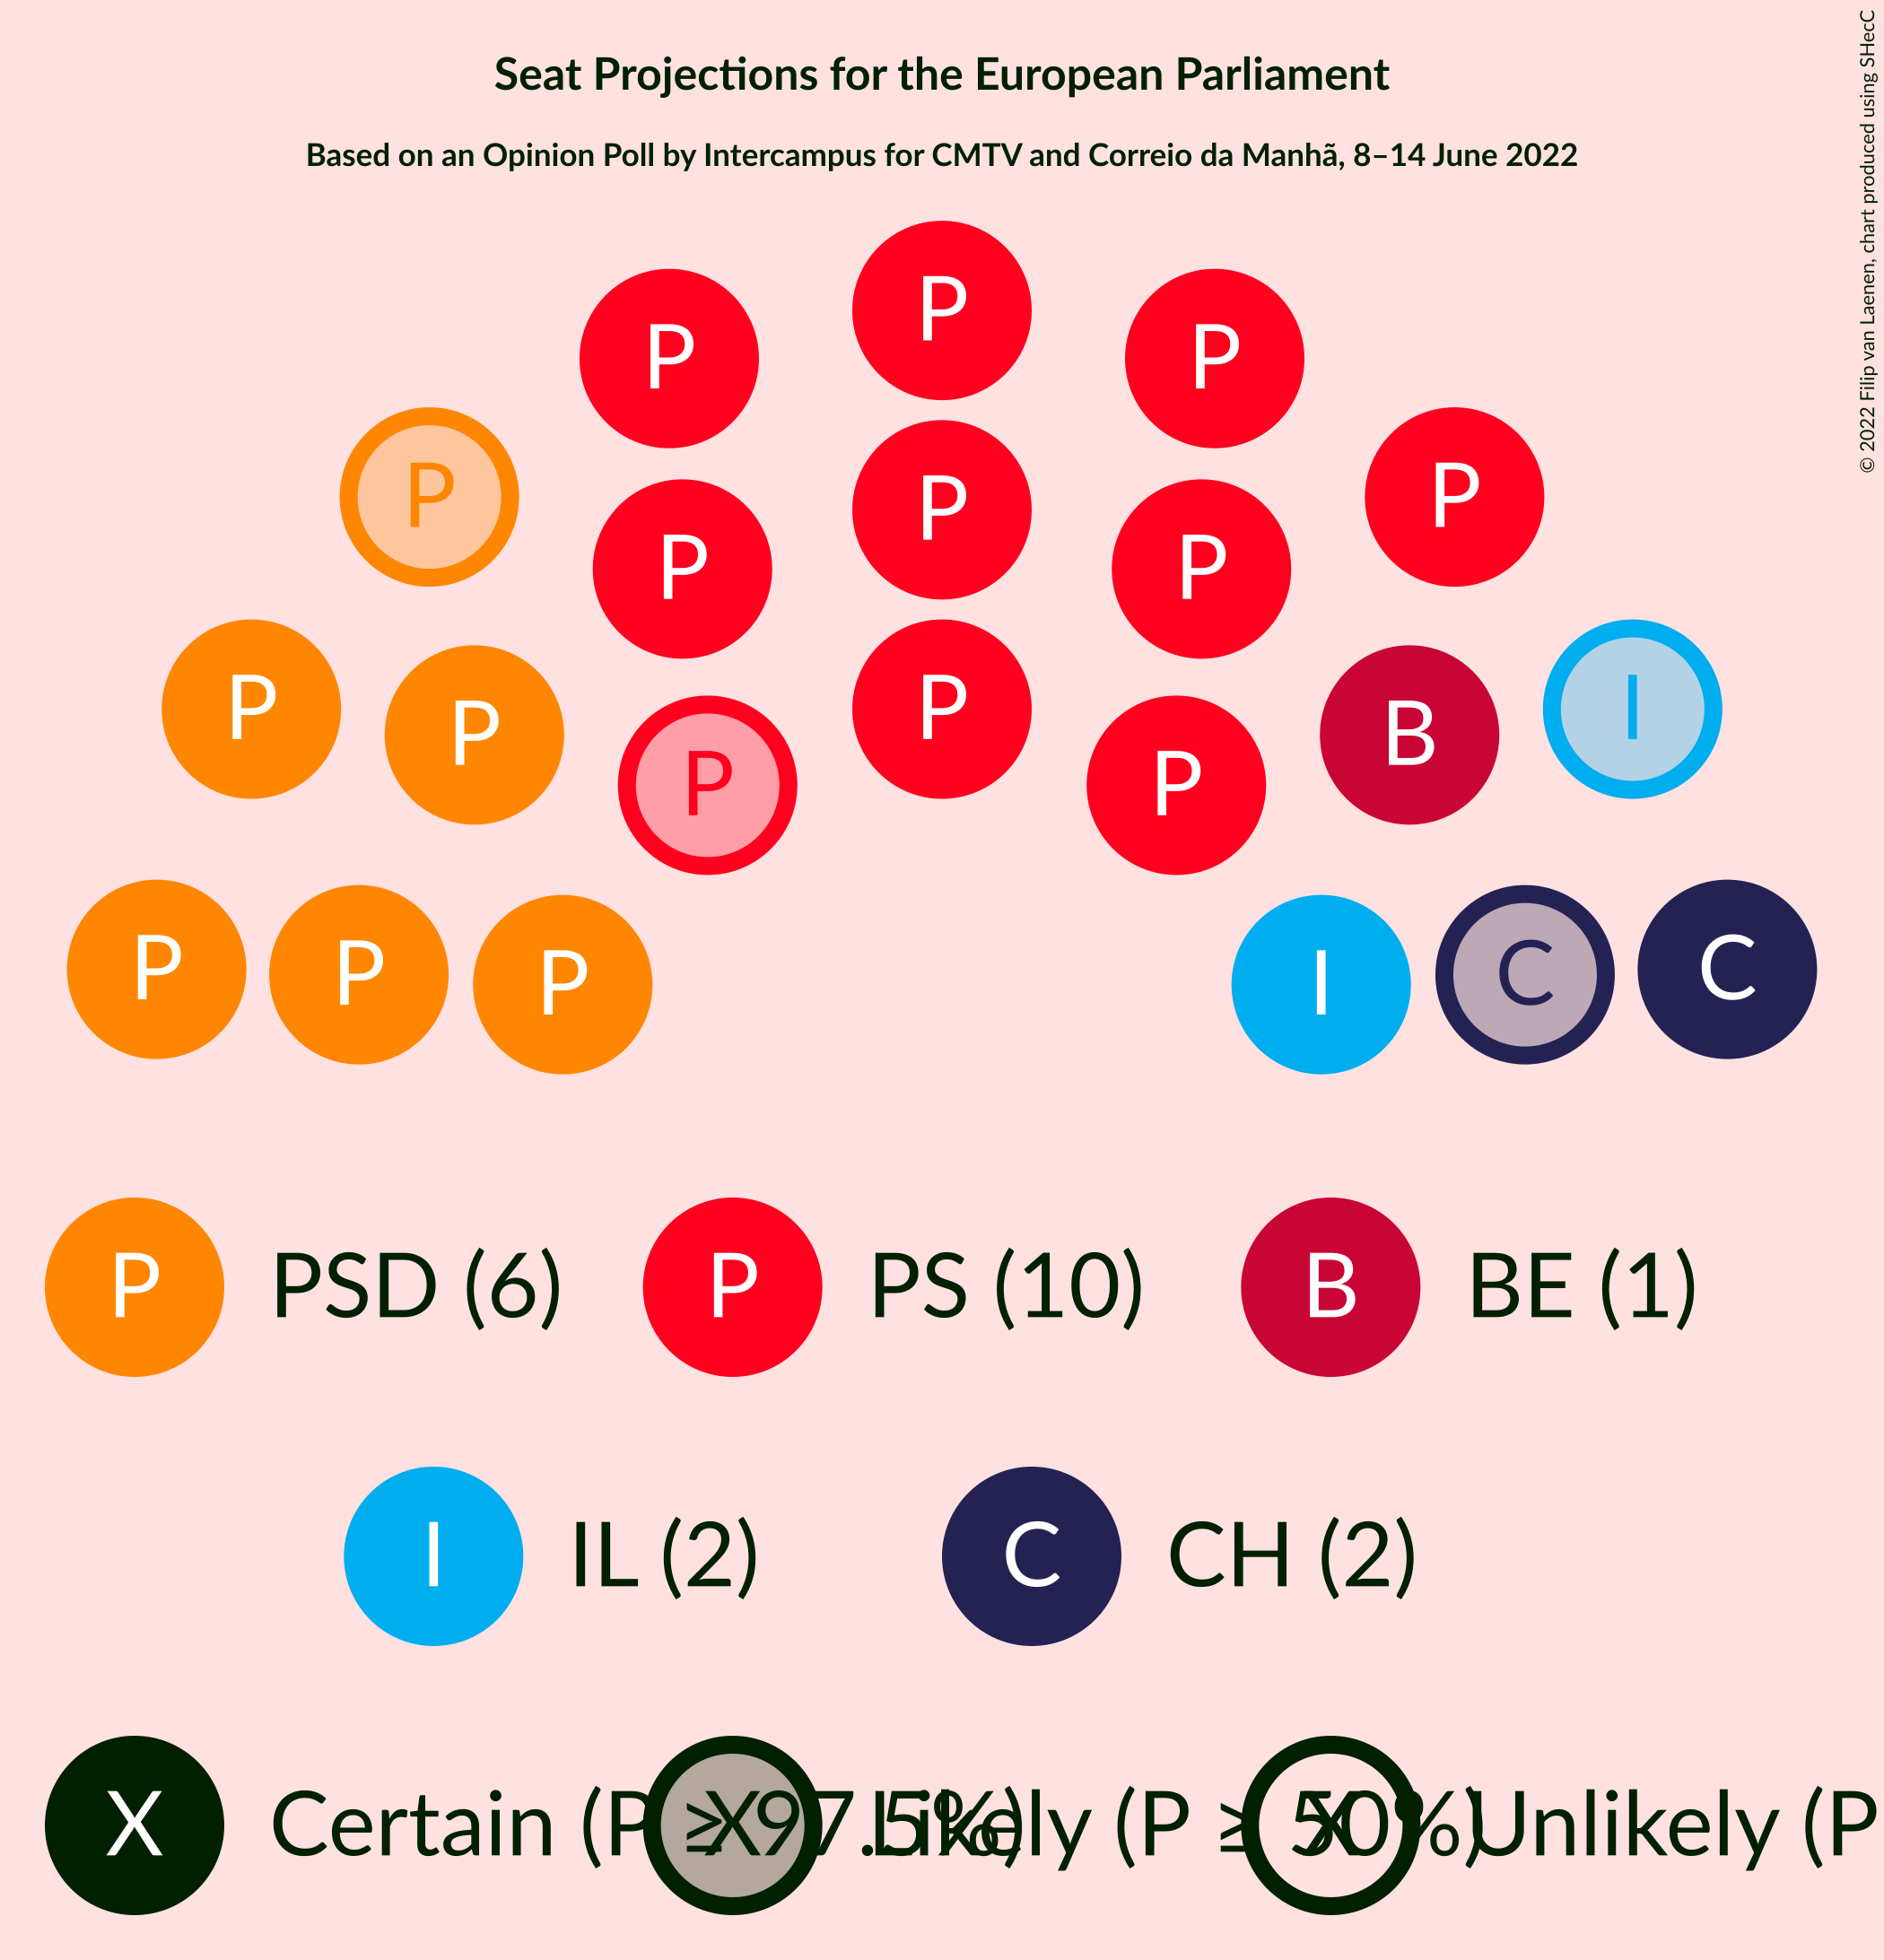 Seat Projections for the European Parliament
Based on an Opinion Poll by Intercampus for CMTV and Correio da Manhã, 8–14 June 2022
© 2022 Filip van Laenen, chart produced using SHecC
P
P P
P P
P
P P
P P
P P B I
P P
P P P I C C
P PSD (6) P PS (10) B BE (1)
I IL (2) C CH (2)
X Certain (P ≥ 97.5%) X Likely (P ≥ 50%) X Unlikely (P